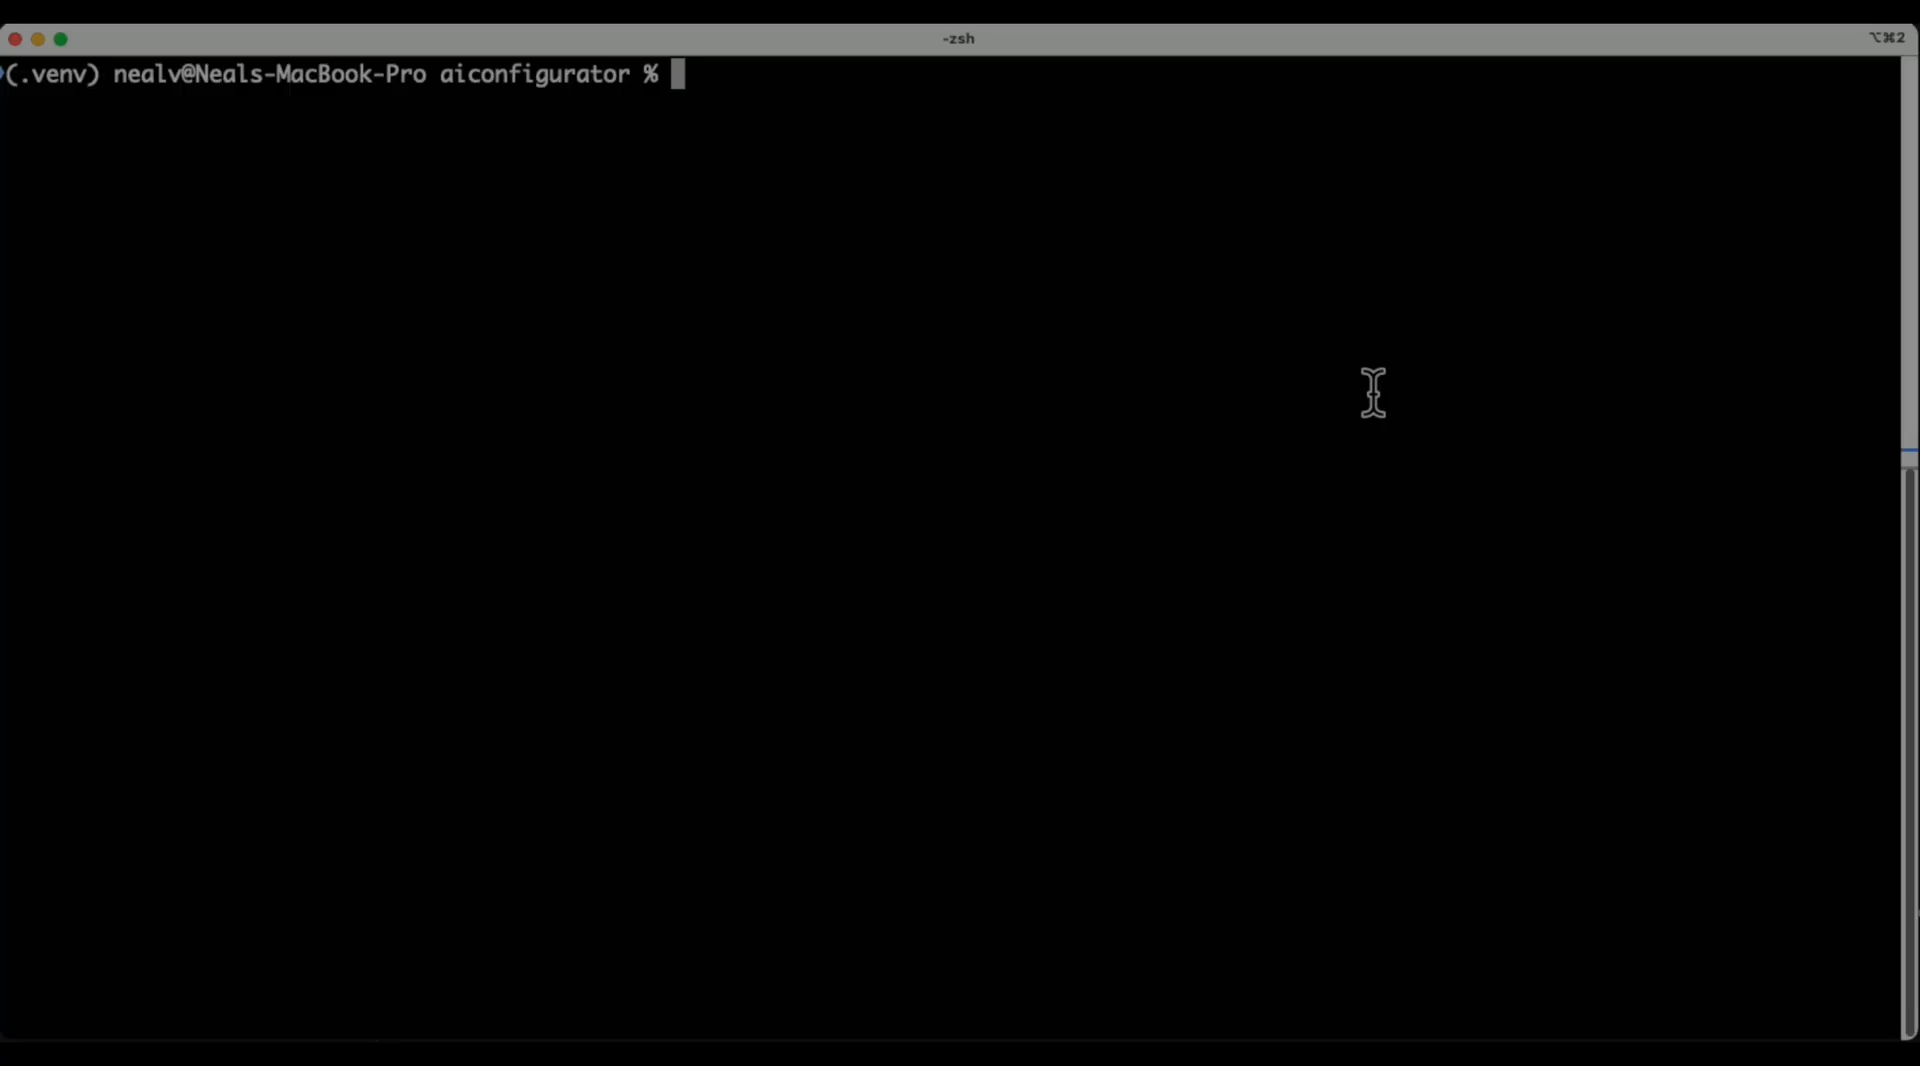 -zsh
⌥⌘2
(.venv) nealv@Neals-MacBook-Pro aiconfigurator %